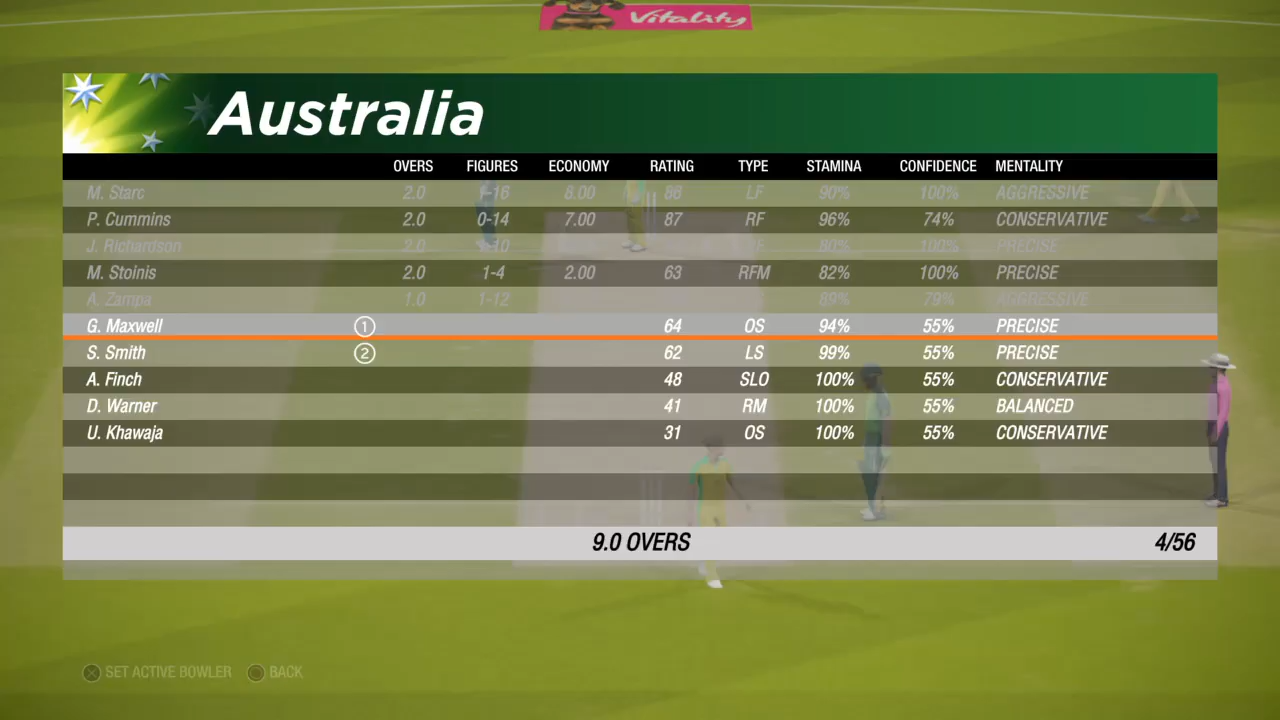 Vitality
Australia
OVERS FIGURES ECONOMY RATING TYPE STAMINA CONFIDENCE MENTALITY
M. Starc 2.0 1-16 8.00 86 LF 90% 100% AGGRESSIVE
P. Cummins 2.0 0-14 7.00 87 RF 96% 74% CONSERVATIVE
J. Richardson 2.0 80% 100% PRECISE
M. Stoinis 2.0 1-4 2.00 63 RFM 82% 100% PRECISE
A. Zampa 1.0 1-12 89% 79% AGGRESSIVE
G. Maxwell 1 64 OS 94% 55% PRECISE
S. Smith 2 62 LS 99% 55% PRECISE
A. Finch 48 SLO 100% 55% CONSERVATIVE
D. Warner 41 RM 100% 55% BALANCED
U. Khawaja 31 OS 100% 55% CONSERVATIVE
9.0 OVERS 4/56
SET ACTIVE BOWLER BACK